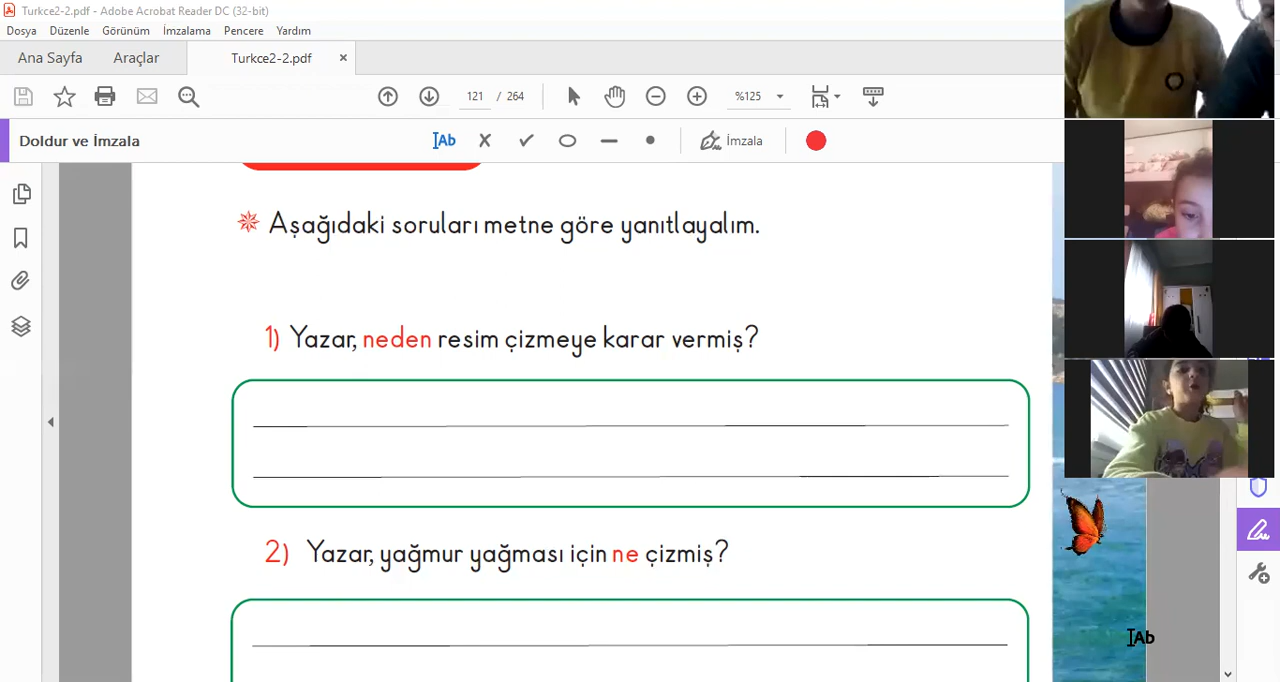 Turkce2-2.pdf - Adobe Acrobat Reader DC (32-bit)
Dosya Düzenle Görünüm İmzalama Pencere Yardım
Ana Sayfa Araçlar Turkce2-2.pdf ×
121 / 264 %125
Doldur ve İmzala IAb İmzala
Aşağıdaki soruları metne göre yanıtlayalım.
1) Yazar, neden resim çizmeye karar vermiş?
2) Yazar, yağmur yağması için ne çizmiş?
IAb